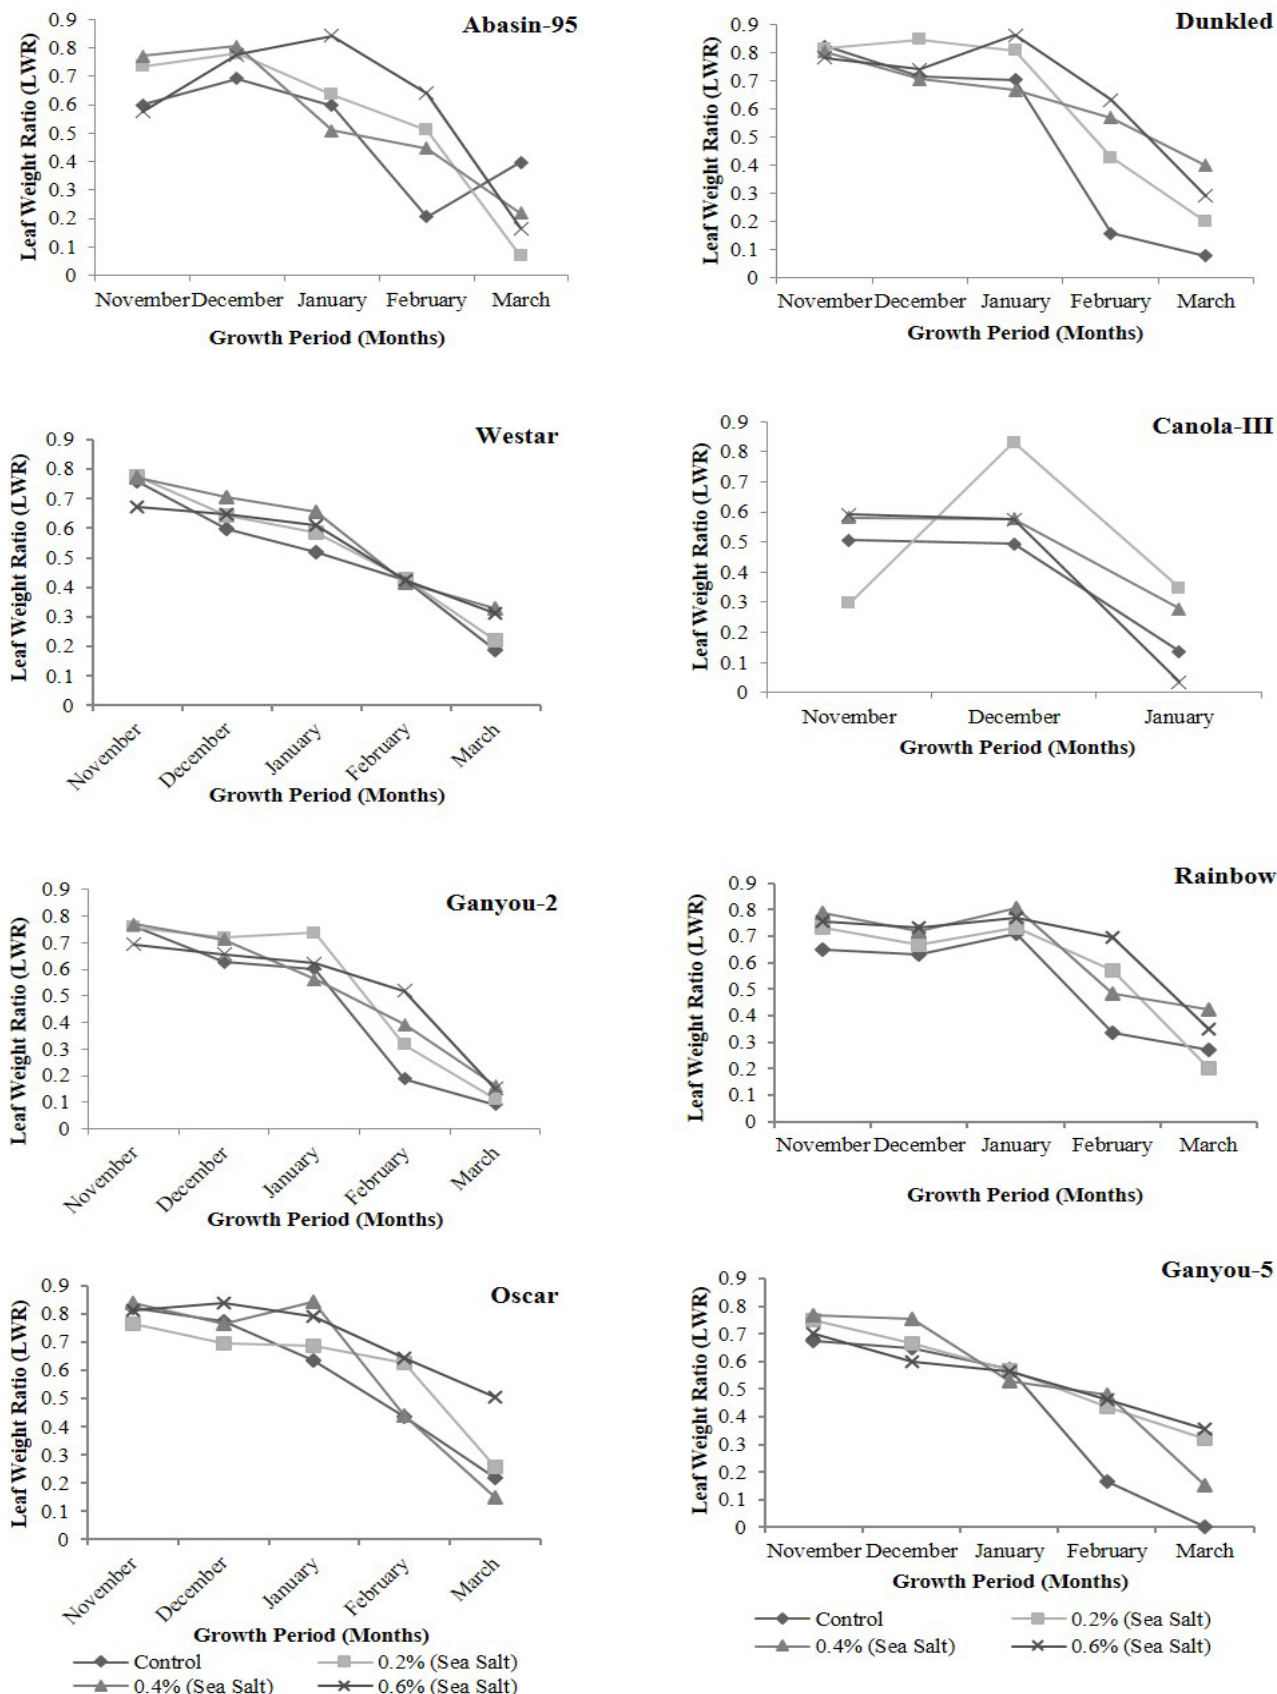 Abasin-95
Leaf Weight Ratio (LWR)
0.9
0.8
0.7
0.6
0.5
0.4
0.3
0.2
0.1
0
November December January February March
Growth Period (Months)
Dunkled
Leaf Weight Ratio (LWR)
0.9
0.8
0.7
0.6
0.5
0.4
0.3
0.2
0.1
0
November December January February March
Growth Period (Months)
Westar
Leaf Weight Ratio (LWR)
0.9
0.8
0.7
0.6
0.5
0.4
0.3
0.2
0.1
0
November December January February March
Growth Period (Months)
Canola-III
Leaf Weight Ratio (LWR)
0.9
0.8
0.7
0.6
0.5
0.4
0.3
0.2
0.1
0
November December January
Growth Period (Months)
Ganyou-2
Leaf Weight Ratio (LWR)
0.9
0.8
0.7
0.6
0.5
0.4
0.3
0.2
0.1
0
November December January February March
Growth Period (Months)
Rainbow
Leaf Weight Ratio (LWR)
0.9
0.8
0.7
0.6
0.5
0.4
0.3
0.2
0.1
0
November December January February March
Growth Period (Months)
Oscar
Leaf Weight Ratio (LWR)
0.9
0.8
0.7
0.6
0.5
0.4
0.3
0.2
0.1
0
November December January February March
Growth Period (Months)
Control 0.2% (Sea Salt)
0.4% (Sea Salt) 0.6% (Sea Salt)
Ganyou-5
Leaf Weight Ratio (LWR)
0.9
0.8
0.7
0.6
0.5
0.4
0.3
0.2
0.1
0
November December January February March
Growth Period (Months)
Control 0.2% (Sea Salt)
0.4% (Sea Salt) 0.6% (Sea Salt)